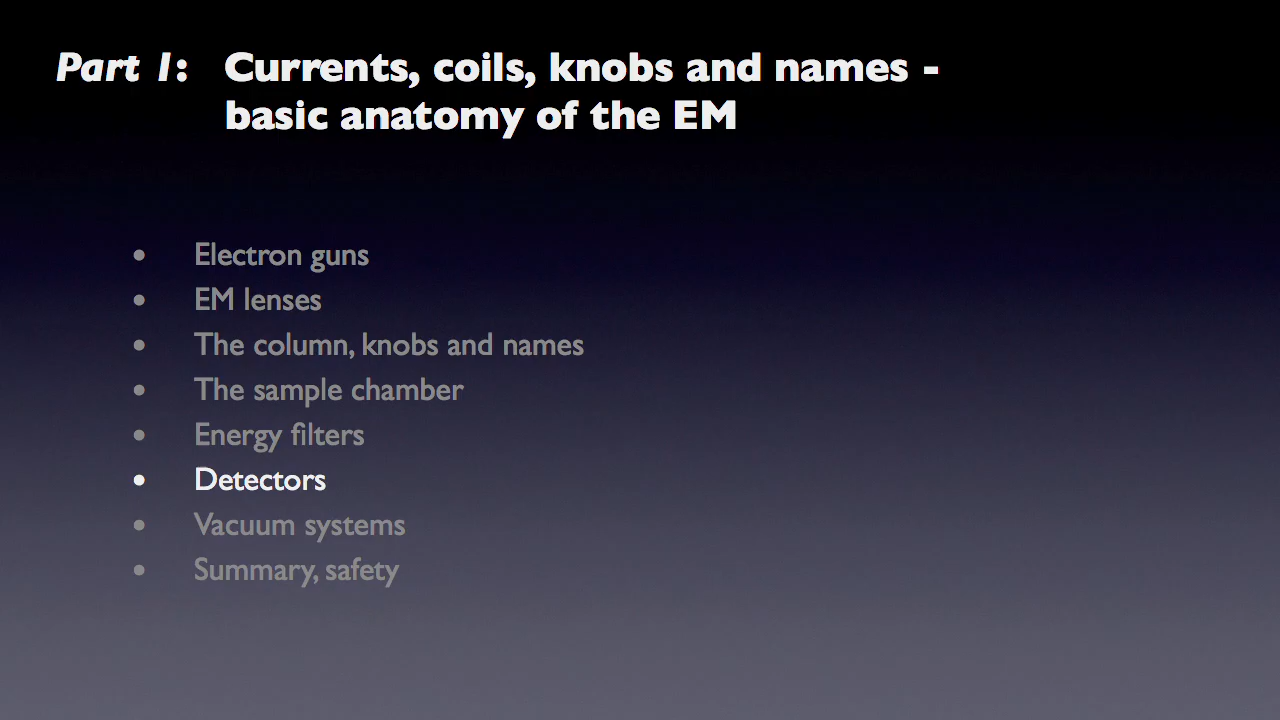 Part 1: Currents, coils, knobs and names -
basic anatomy of the EM
• Electron guns
• EM lenses
• The column, knobs and names
• The sample chamber
• Energy filters
• Detectors
• Vacuum systems
• Summary, safety